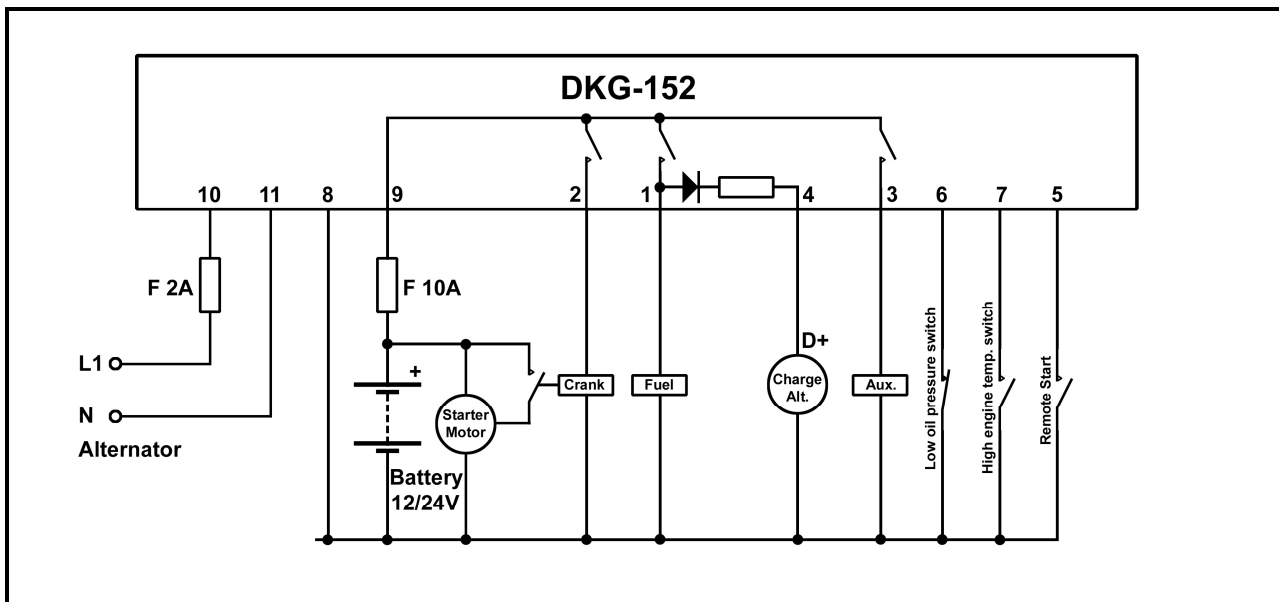 DKG-152
10 11 8 9 2 1 4 3 6 7 5
F 2A
F 10A
L1
N
Alternator
+
Battery
12/24V
Starter
Motor
Crank
Fuel
D+
Charge
Alt.
Aux.
Low oil pressure switch
High engine temp. switch
Remote Start